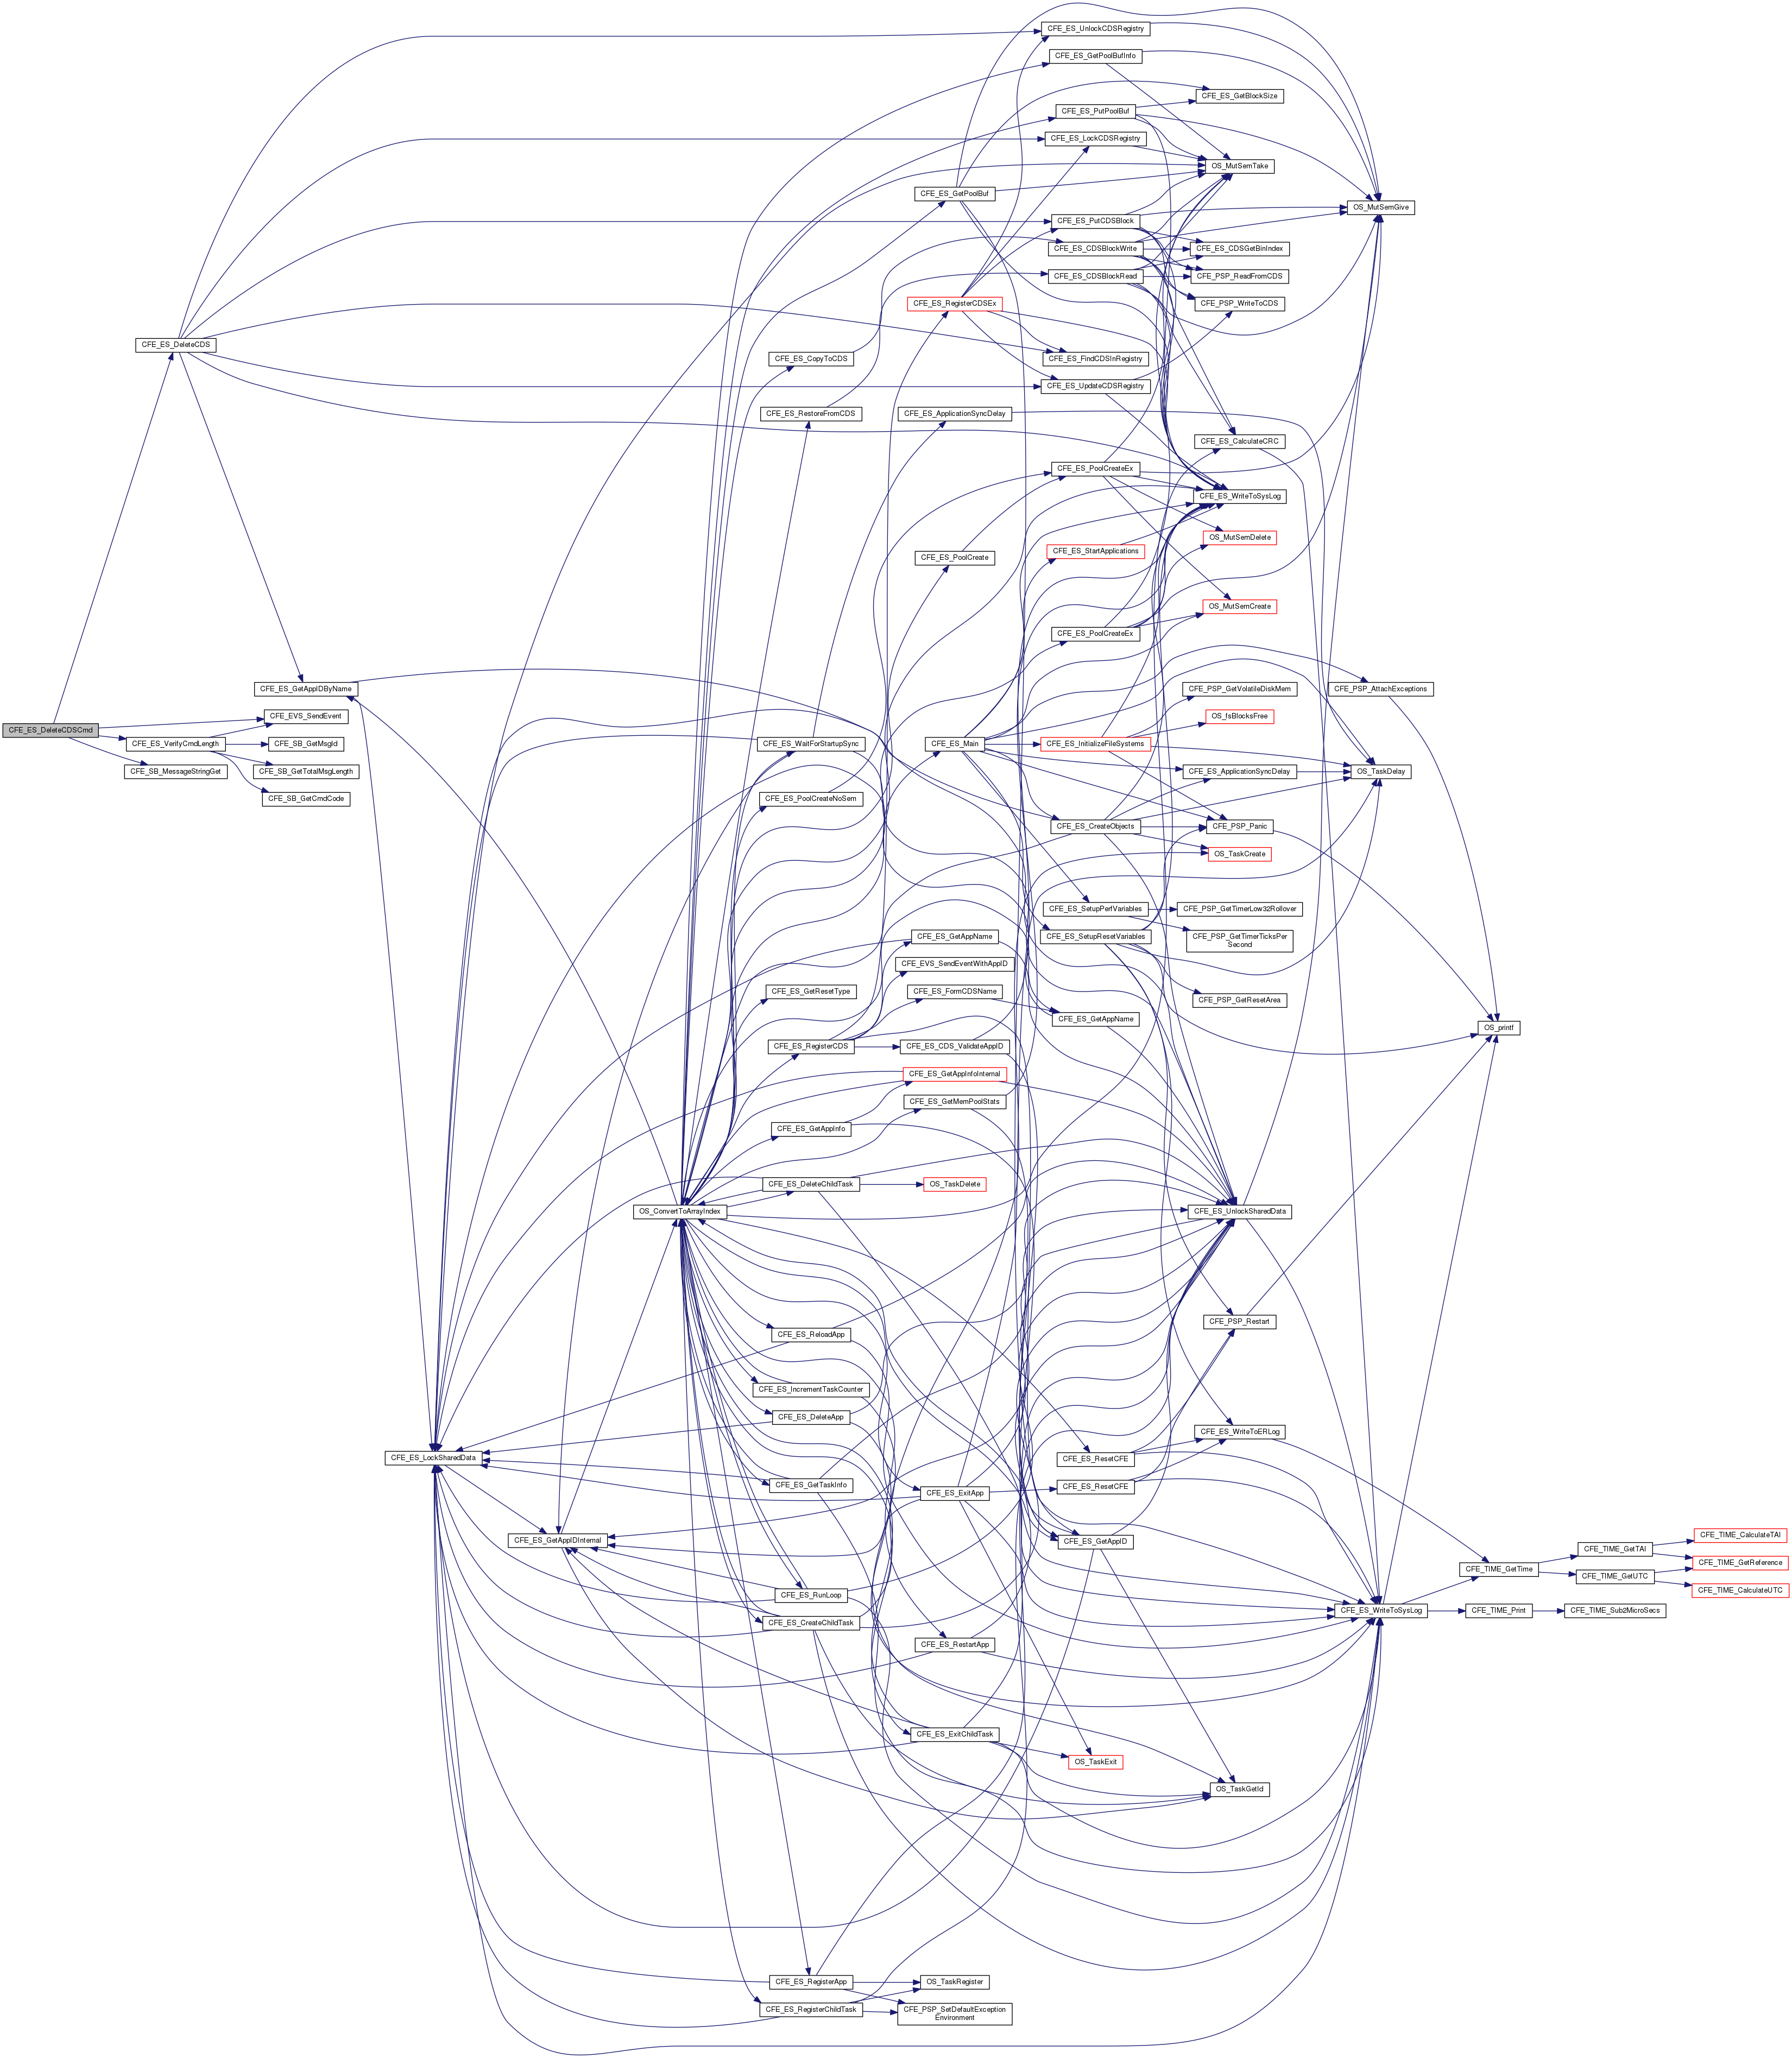 CFE_ES_UnlockCDSRegistry
CFE_ES_GetPoolBufInfo
CFE_ES_GetBlockSize
CFE_ES_PutPoolBuf
CFE_ES_LockCDSRegistry
OS_MutSemTake
CFE_ES_GetPoolBuf
OS_MutSemGive
CFE_ES_PutCDSBlock
CFE_ES_CDSBlockWrite
CFE_ES_CDSGetBinIndex
CFE_ES_CDSBlockRead
CFE_PSP_ReadFromCDS
CFE_ES_RegisterCDSEx
CFE_PSP_WriteToCDS
CFE_ES_DeleteCDS
CFE_ES_CopyToCDS
CFE_ES_FindCDSInRegistry
CFE_ES_UpdateCDSRegistry
CFE_ES_RestoreFromCDS
CFE_ES_ApplicationSyncDelay
CFE_ES_CalculateCRC
CFE_ES_PoolCreateEx
CFE_ES_WriteToSysLog
OS_MutSemDelete
CFE_ES_StartApplications
CFE_ES_PoolCreate
OS_MutSemCreate
CFE_ES_PoolCreateEx
CFE_ES_GetAppIDByName
CFE_PSP_GetVolatileDiskMem
CFE_PSP_AttachExceptions
CFE_EVS_SendEvent
OS_fsBlocksFree
CFE_ES_DeleteCDSCmd
CFE_ES_VerifyCmdLength
CFE_SB_GetMsgId
CFE_ES_WaitForStartupSync
CFE_ES_Main
CFE_ES_InitializeFileSystems
CFE_SB_MessageStringGet
CFE_SB_GetTotalMsgLength
CFE_ES_ApplicationSyncDelay
OS_TaskDelay
CFE_SB_GetCmdCode
CFE_ES_PoolCreateNoSem
CFE_ES_CreateObjects
CFE_PSP_Panic
OS_TaskCreate
CFE_ES_SetupPerfVariables
CFE_PSP_GetTimerLow32Rollover
CFE_ES_GetAppName
CFE_ES_SetupResetVariables
CFE_PSP_GetTimerTicksPer
Second
CFE_EVS_SendEventWithAppID
CFE_ES_GetResetType
CFE_ES_FormCDSName
CFE_PSP_GetResetArea
CFE_ES_GetAppName
OS_printf
CFE_ES_RegisterCDS
CFE_ES_CDS_ValidateAppID
CFE_ES_GetAppInfoInternal
CFE_ES_GetMemPoolStats
CFE_ES_GetAppInfo
CFE_ES_DeleteChildTask
OS_TaskDelete
OS_ConvertToArrayIndex
CFE_ES_UnlockSharedData
CFE_PSP_Restart
CFE_ES_ReloadApp
CFE_ES_IncrementTaskCounter
CFE_ES_DeleteApp
CFE_ES_WriteToERLog
CFE_ES_LockSharedData
CFE_ES_ResetCFE
CFE_ES_GetTaskInfo
CFE_ES_ExitApp
CFE_ES_ResetCFE
CFE_TIME_CalculateTAI
CFE_ES_GetAppIDInternal
CFE_ES_GetAppID
CFE_TIME_GetTAI
CFE_TIME_GetReference
CFE_TIME_GetTime
CFE_TIME_GetUTC
CFE_TIME_CalculateUTC
CFE_ES_RunLoop
CFE_ES_WriteToSysLog
CFE_TIME_Print
CFE_TIME_Sub2MicroSecs
CFE_ES_CreateChildTask
CFE_ES_RestartApp
CFE_ES_ExitChildTask
OS_TaskExit
OS_TaskGetId
CFE_ES_RegisterApp
OS_TaskRegister
CFE_ES_RegisterChildTask
CFE_PSP_SetDefaultException
Environment